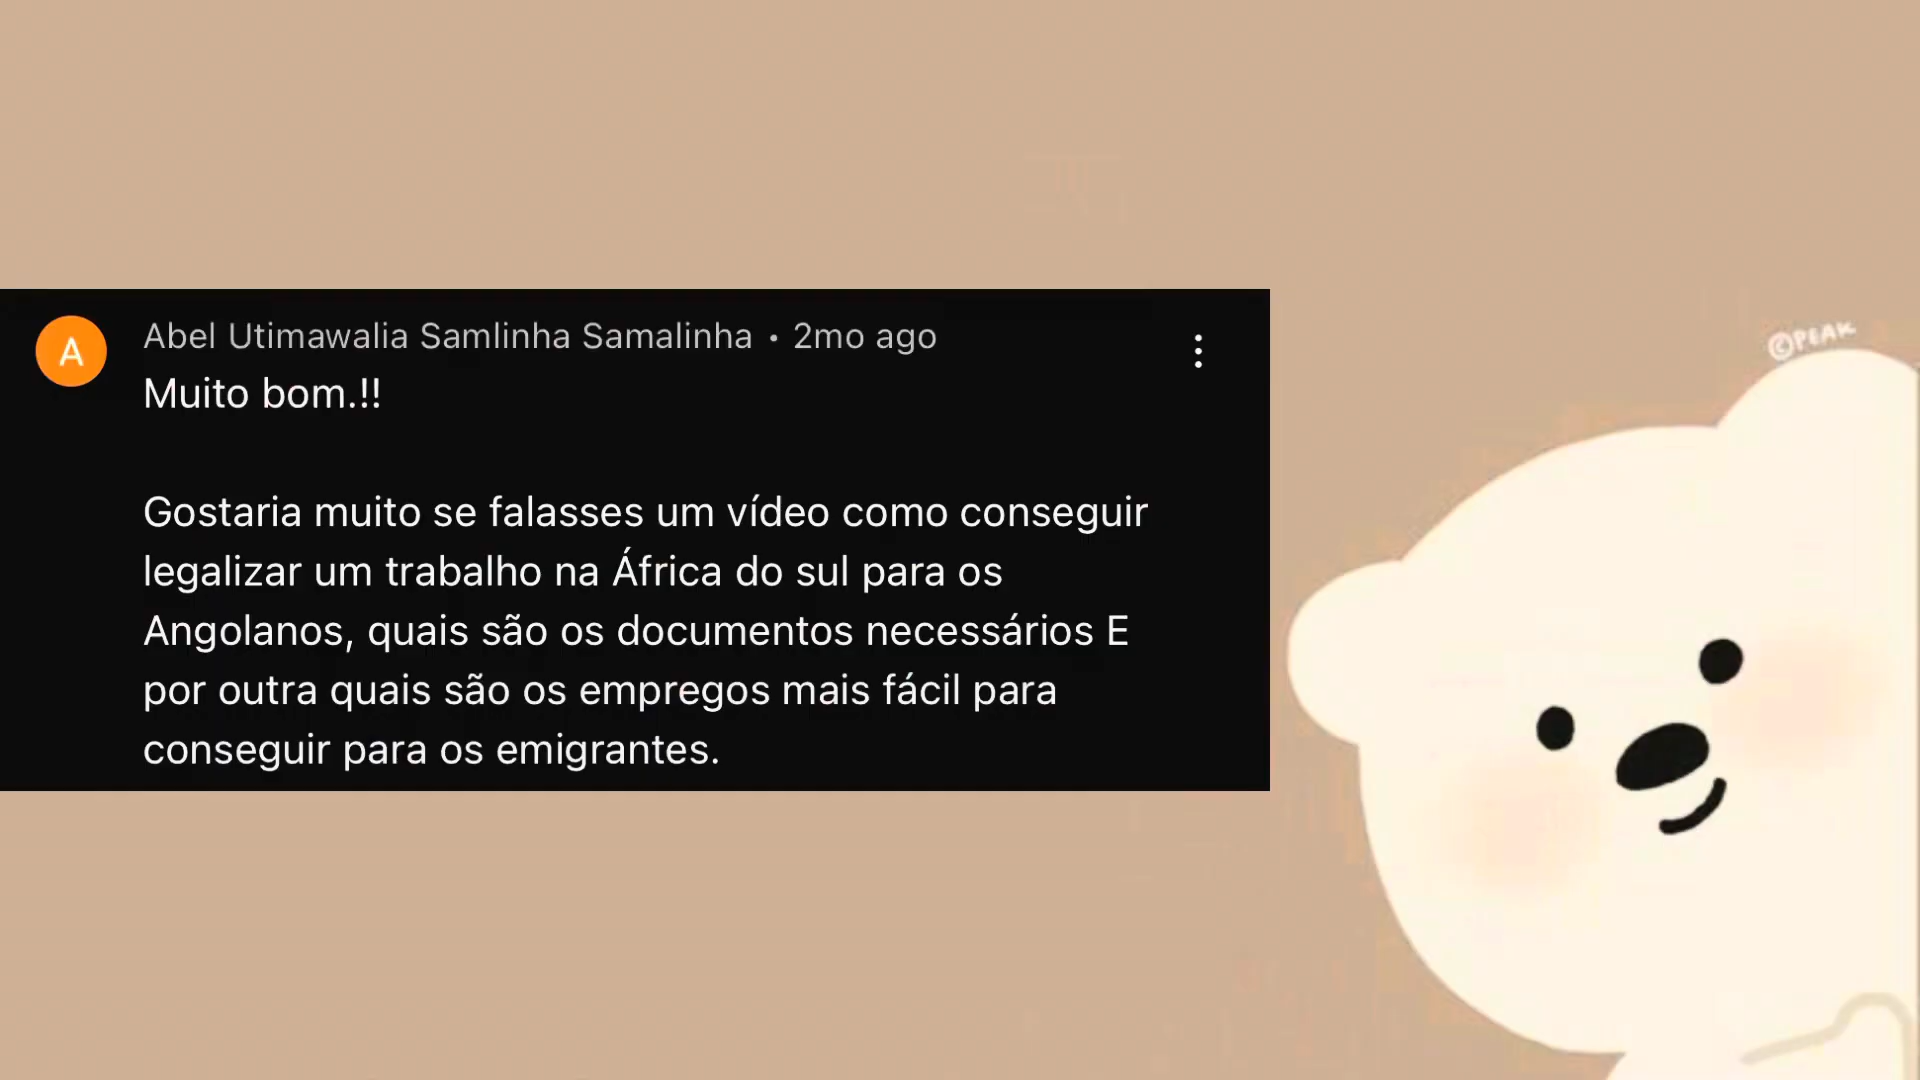 A
Abel Utimawalia Samlinha Samalinha • 2mo ago
Muito bom.!!
Gostaria muito se falasses um vídeo como conseguir
legalizar um trabalho na África do sul para os
Angolanos, quais são os documentos necessários E
por outra quais são os empregos mais fácil para
conseguir para os emigrantes.
©PEAK